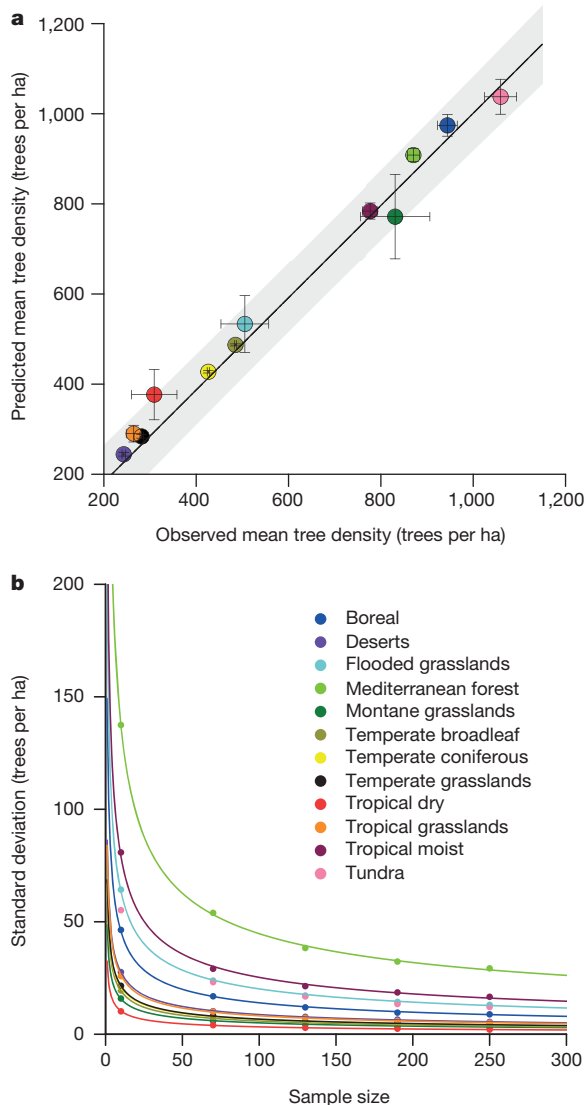 a
1,200
1,000
800
600
400
200
200 400 600 800 1,000 1,200
Predicted mean tree density (trees per ha)
Observed mean tree density (trees per ha)
b
200
150
100
50
0
0 50 100 150 200 250 300
Standard deviation (trees per ha)
Sample size
Boreal
Deserts
Flooded grasslands
Mediterranean forest
Montane grasslands
Temperate broadleaf
Temperate coniferous
Temperate grasslands
Tropical dry
Tropical grasslands
Tropical moist
Tundra